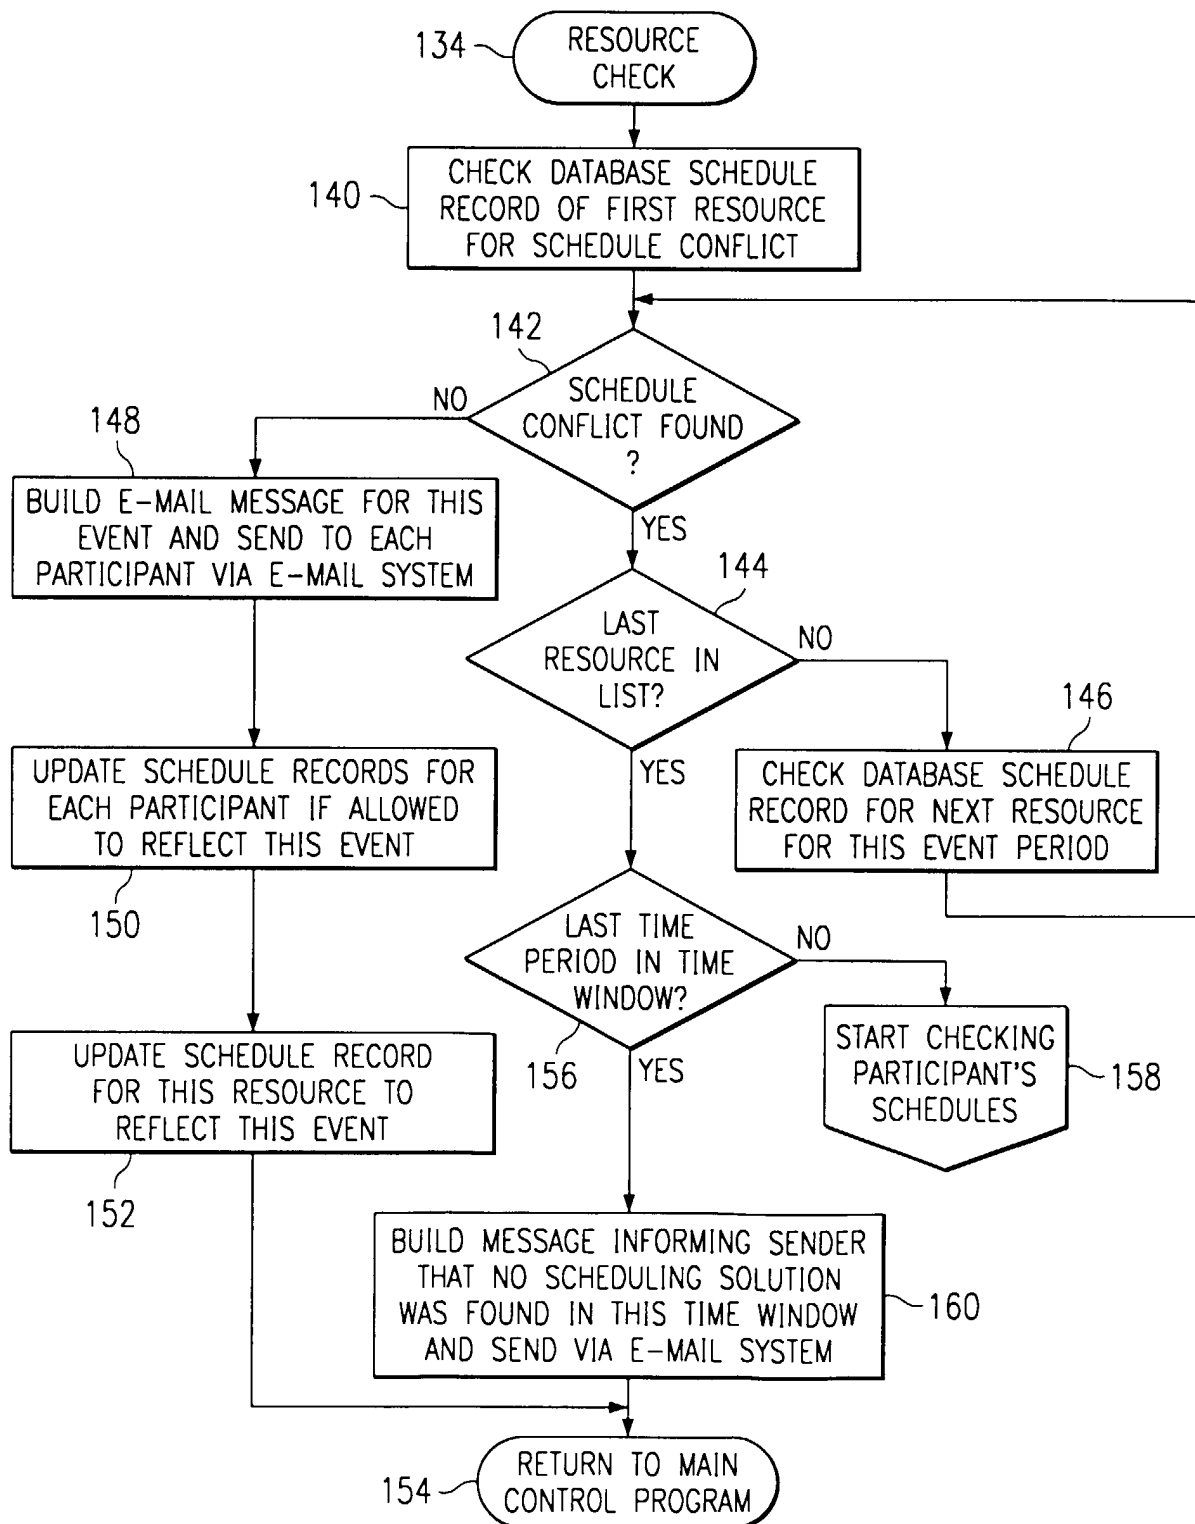 134
RESOURCE
CHECK
140
CHECK DATABASE SCHEDULE
RECORD OF FIRST RESOURCE
FOR SCHEDULE CONFLICT
142
SCHEDULE
CONFLICT FOUND
?
NO
YES
148
BUILD E-MAIL MESSAGE FOR THIS
EVENT AND SEND TO EACH
PARTICIPANT VIA E-MAIL SYSTEM
144
LAST
RESOURCE IN
LIST?
NO
YES
146
CHECK DATABASE SCHEDULE
RECORD FOR NEXT RESOURCE
FOR THIS EVENT PERIOD
UPDATE SCHEDULE RECORDS FOR
EACH PARTICIPANT IF ALLOWED
TO REFLECT THIS EVENT
150
LAST TIME
PERIOD IN TIME
WINDOW?
NO
156
YES
START CHECKING
PARTICIPANT'S
SCHEDULES
158
UPDATE SCHEDULE RECORD
FOR THIS RESOURCE TO
REFLECT THIS EVENT
152
BUILD MESSAGE INFORMING SENDER
THAT NO SCHEDULING SOLUTION
WAS FOUND IN THIS TIME WINDOW
AND SEND VIA E-MAIL SYSTEM
160
154
RETURN TO MAIN
CONTROL PROGRAM